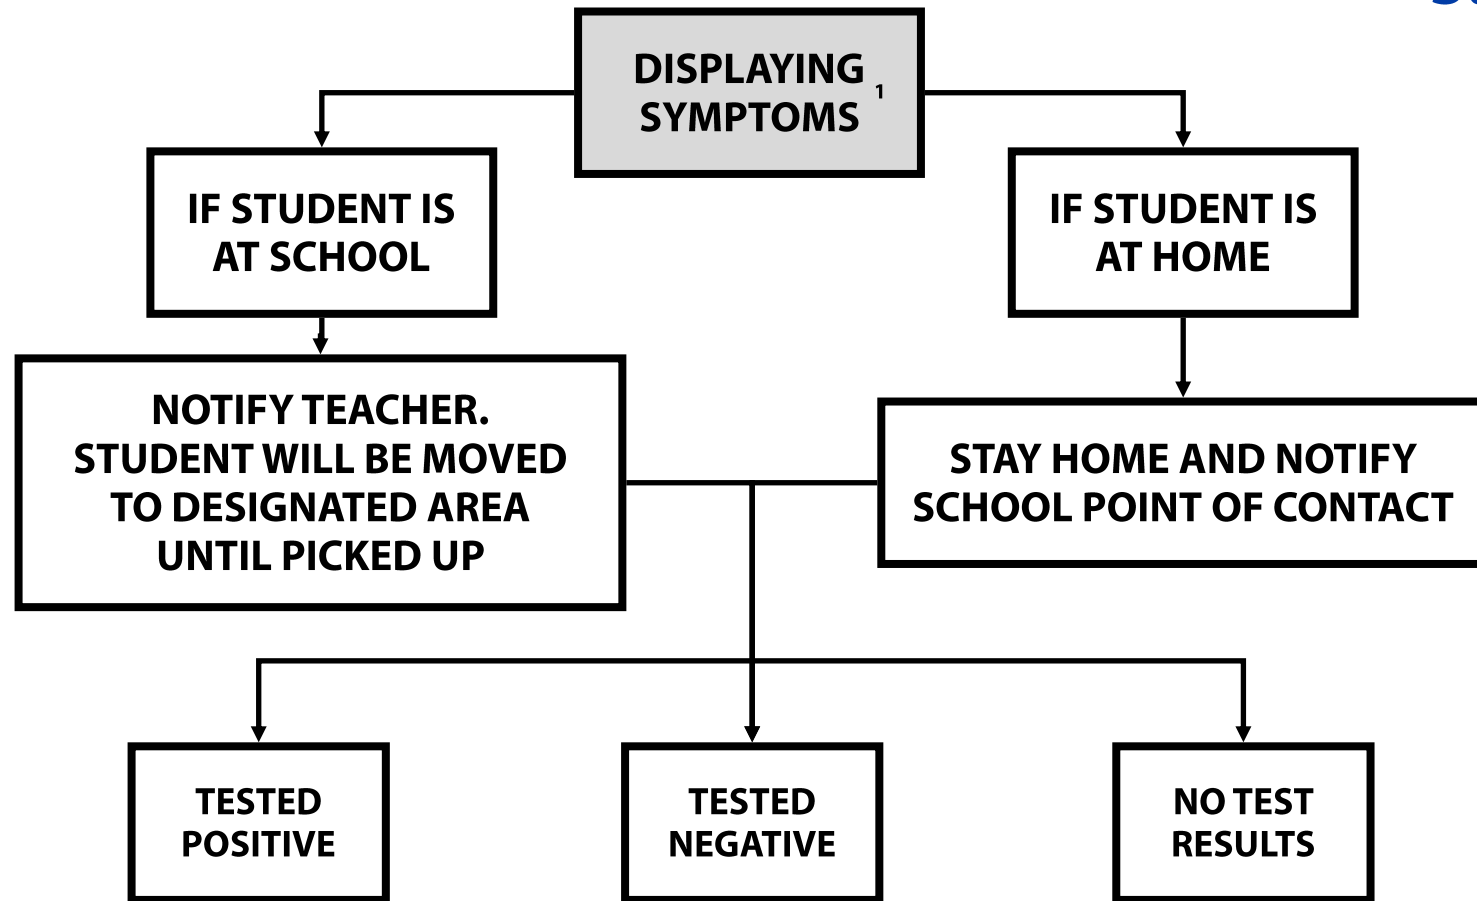 DISPLAYING
SYMPTOMS 1
IF STUDENT IS
AT SCHOOL
IF STUDENT IS
AT HOME
NOTIFY TEACHER.
STUDENT WILL BE MOVED
TO DESIGNATED AREA
UNTIL PICKED UP
STAY HOME AND NOTIFY
SCHOOL POINT OF CONTACT
TESTED
POSITIVE
TESTED
NEGATIVE
NO TEST
RESULTS